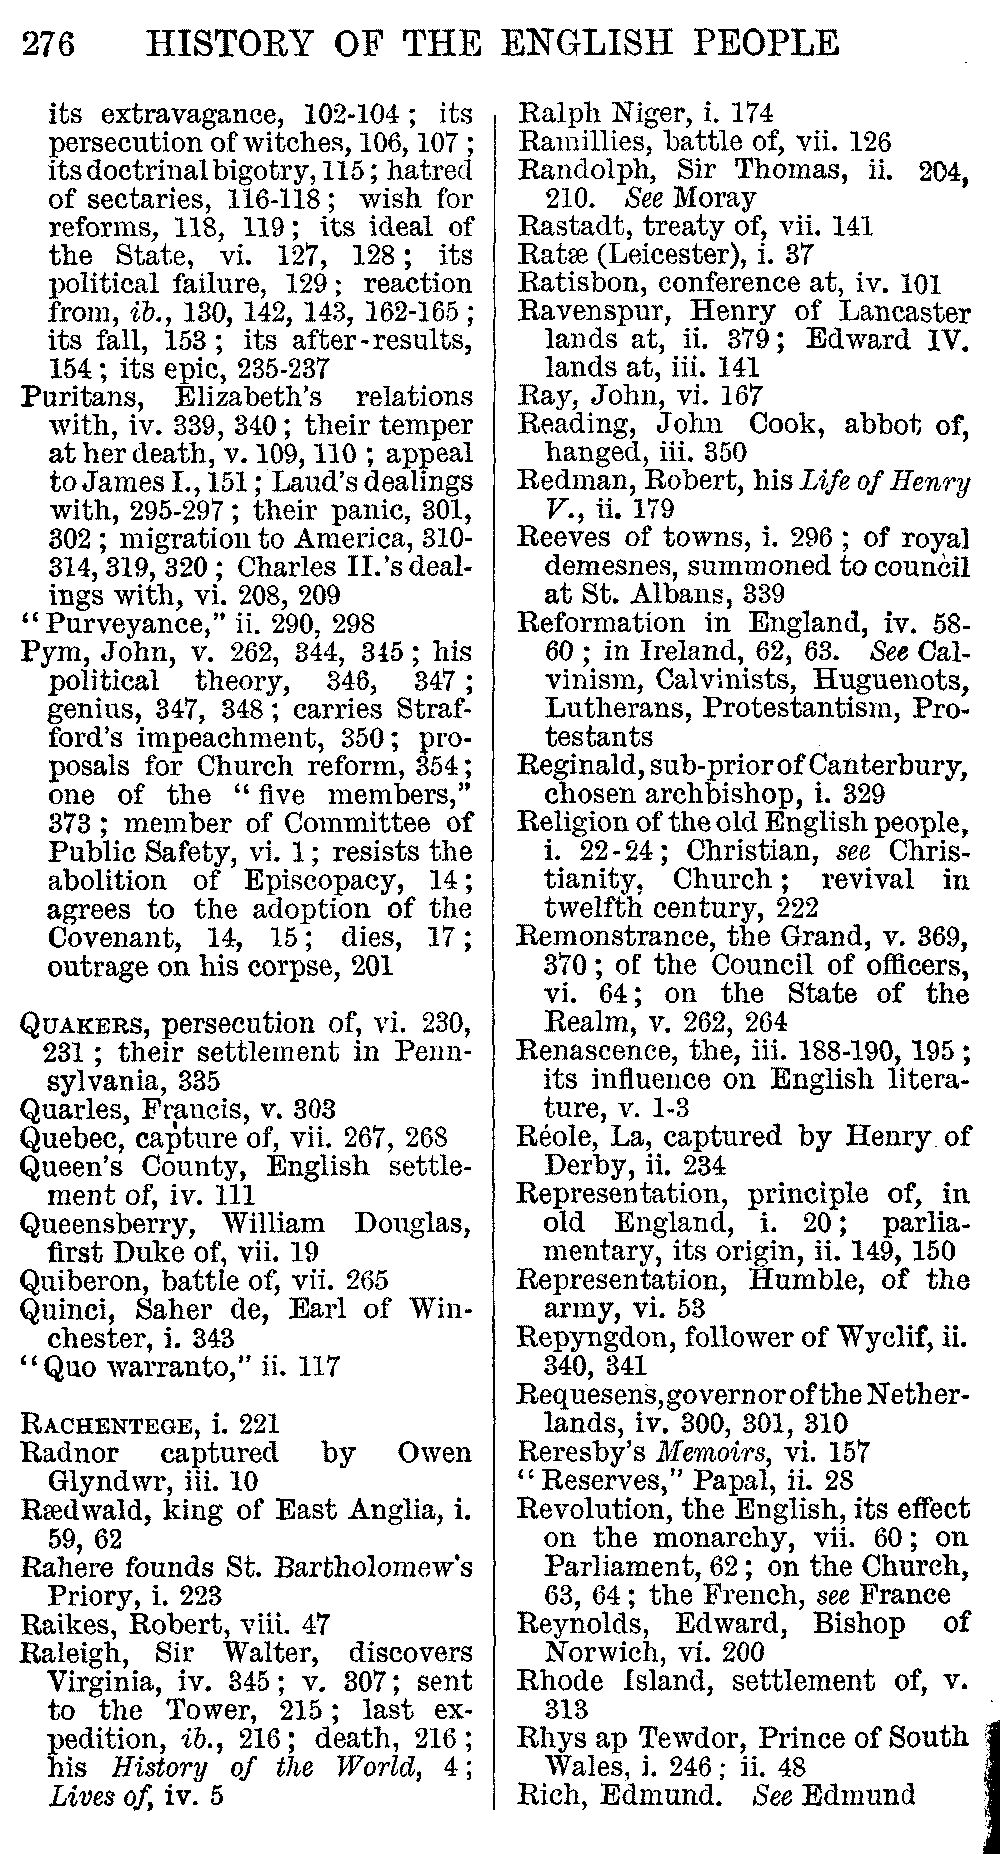 276 HISTORY OF THE ENGLISH PEOPLE
its extravagance, 102-104 ; its
persecution of witches, 106, 107 ;
its doctrinal bigotry, 115 ; hatred
of sectaries, 116-118 ; wish for
reforms, 118, 119 ; its ideal of
the State, vi. 127, 128 ; its
political failure, 129 ; reaction
from, ib., 130, 142, 143, 162-165 ;
its fall, 153 ; its after-results,
154 ; its epic, 235-237
Puritans, Elizabeth's relations
with, iv. 339, 340 ; their temper
at her death, v. 109, 110 ; appeal
to James I., 151 ; Laud's dealings
with, 295-297 ; their panic, 301,
302 ; migration to America, 310-
314, 319, 320 ; Charles II.'s deal-
ings with, vi. 208, 209
"Purveyance," ii. 290, 298
Pym, John, v. 262, 344, 345 ; his
political theory, 346, 347 ;
genius, 347, 348 ; carries Straf-
ford's impeachment, 350 ; pro-
posals for Church reform, 354 ;
one of the "five members,"
373 ; member of Committee of
Public Safety, vi. 1 ; resists the
abolition of Episcopacy, 14 ;
agrees to the adoption of the
Covenant, 14, 15 ; dies, 17 ;
outrage on his corpse, 201
QUAKERS, persecution of, vi. 230,
231 ; their settlement in Penn-
sylvania, 335
Quarles, Francis, v. 303
Quebec, capture of, vii. 267, 268
Queen's County, English settle-
ment of, iv. 111
Queensberry, William Douglas,
first Duke of, vii. 19
Quiberon, battle of, vii. 265
Quinci, Saher de, Earl of Win-
chester, i. 343
"Quo warranto," ii. 117
RACHENTEGE, i. 221
Radnor captured by Owen
Glyndwr, iii. 10
Rædwald, king of East Anglia, i.
59, 62
Rahere founds St. Bartholomew's
Priory, i. 223
Raikes, Robert, viii. 47
Raleigh, Sir Walter, discovers
Virginia, iv. 345 ; v. 307 ; sent
to the Tower, 215 ; last ex-
pedition, ib., 216 ; death, 216 ;
his History of the World, 4 ;
Lives of, iv. 5
Ralph Niger, i. 174
Ramillies, battle of, vii. 126
Randolph, Sir Thomas, ii. 204,
210. See Moray
Rastadt, treaty of, vii. 141
Ratæ (Leicester), i. 37
Ratisbon, conference at, iv. 101
Ravenspur, Henry of Lancaster
lands at, ii. 379 ; Edward IV.
lands at, iii. 141
Ray, John, vi. 167
Reading, John Cook, abbot of,
hanged, iii. 350
Redman, Robert, his Life of Henry
V., ii. 179
Reeves of towns, i. 296 ; of royal
demesnes, summoned to council
at St. Albans, 339
Reformation in England, iv. 58-
60 ; in Ireland, 62, 63. See Cal-
vinism, Calvinists, Huguenots,
Lutherans, Protestantism, Pro-
testants
Reginald, sub-prior of Canterbury,
chosen archbishop, i. 329
Religion of the old English people,
i. 22-24 ; Christian, see Chris-
tianity, Church ; revival in
twelfth century, 222
Remonstrance, the Grand, v. 369,
370 ; of the Council of officers,
vi. 64 ; on the State of the
Realm, v. 262, 264
Renascence, the, iii. 188-190, 195 ;
its influence on English litera-
ture, v. 1-3
Réole, La, captured by Henry of
Derby, ii. 234
Representation, principle of, in
old England, i. 20 ; parlia-
mentary, its origin, ii. 149, 150
Representation, Humble, of the
army, vi. 53
Repyngdon, follower of Wyclif, ii.
340, 341
Requesens, governor of the Nether-
lands, iv. 300, 301, 310
Reresby's Memoirs, vi. 157
"Reserves," Papal, ii. 28
Revolution, the English, its effect
on the monarchy, vii. 60 ; on
Parliament, 62 ; on the Church,
63, 64 ; the French, see France
Reynolds, Edward, Bishop of
Norwich, vi. 200
Rhode Island, settlement of, v.
313
Rhys ap Tewdor, Prince of South
Wales, i. 246 ; ii. 48
Rich, Edmund. See Edmund